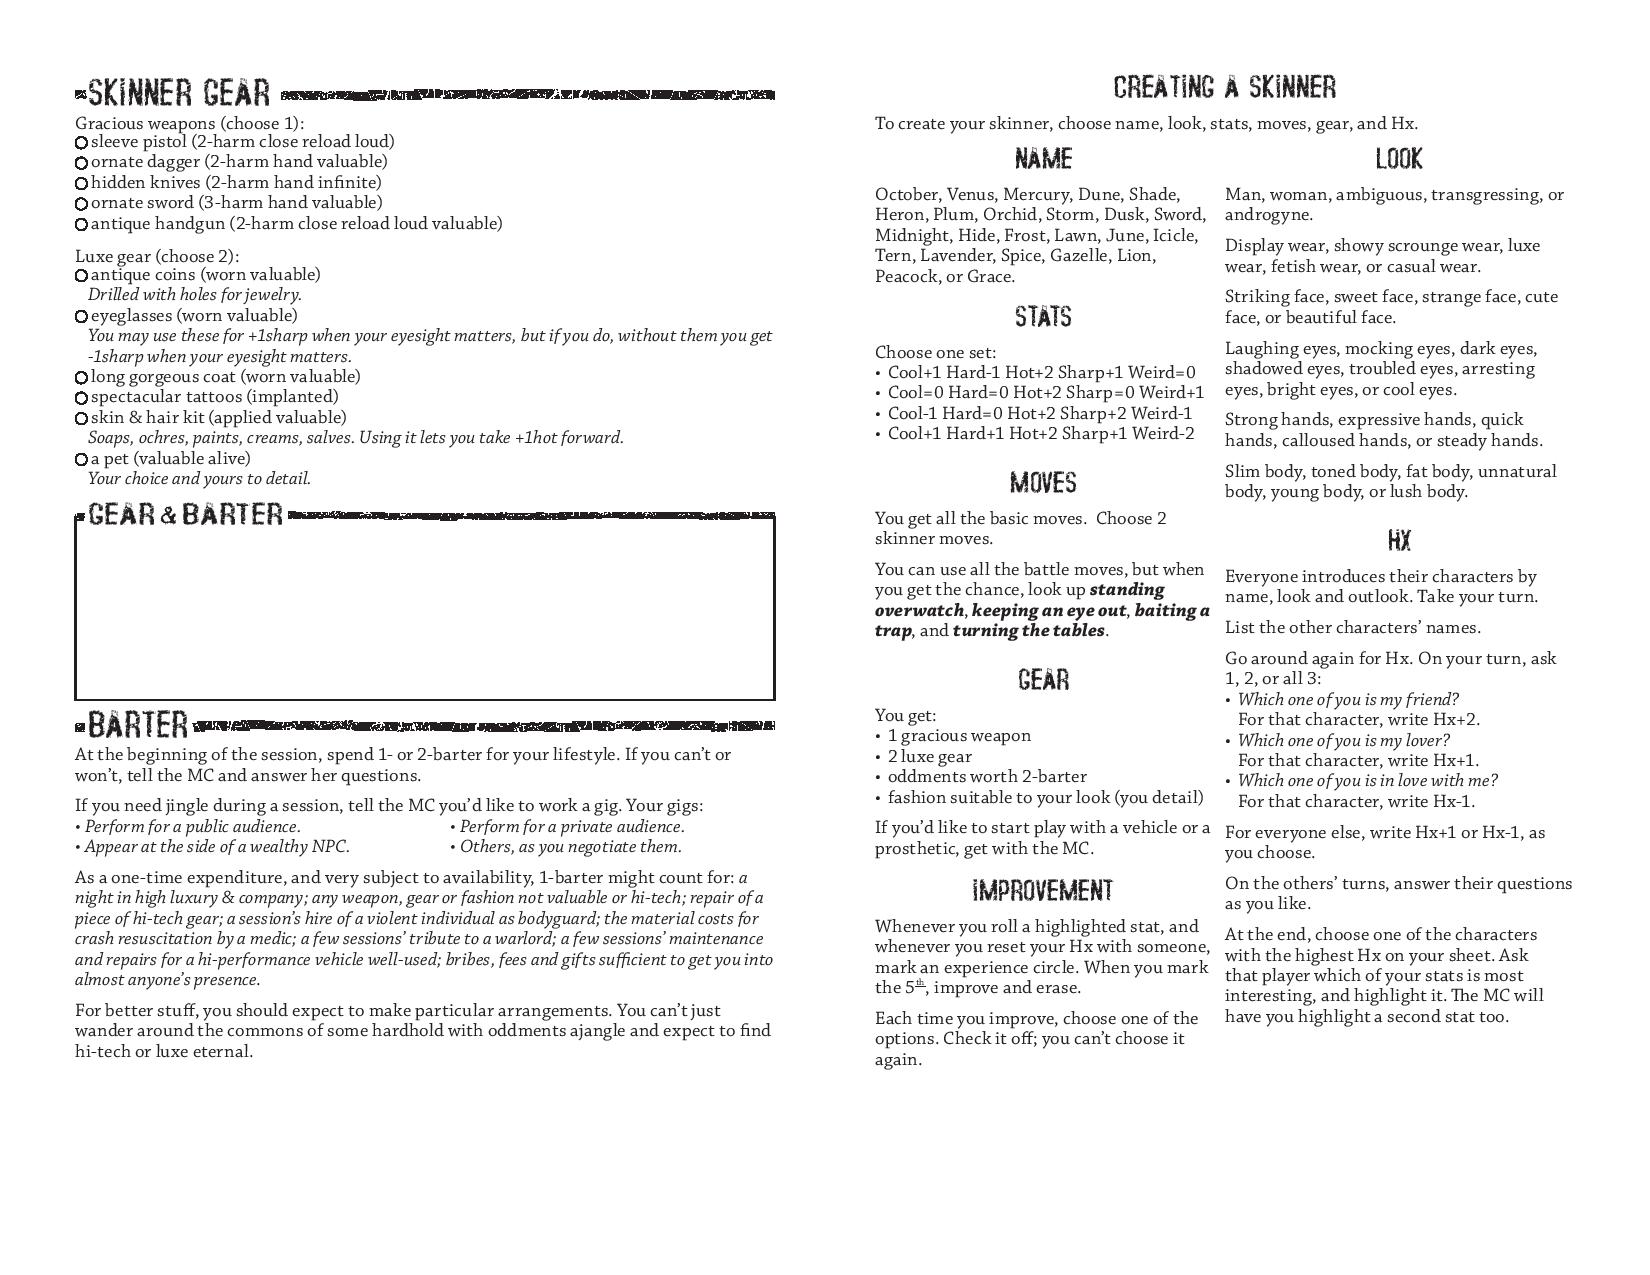 SKINNER GEAR
Gracious weapons (choose 1):
sleeve pistol (2-harm close reload loud)
ornate dagger (2-harm hand valuable)
hidden knives (2-harm hand infinite)
ornate sword (3-harm hand valuable)
antique handgun (2-harm close reload loud valuable)
Luxe gear (choose 2):
antique coins (worn valuable)
Drilled with holes for jewelry.
eyeglasses (worn valuable)
You may use these for +1sharp when your eyesight matters, but if you do, without them you get
-1sharp when your eyesight matters.
long gorgeous coat (worn valuable)
spectacular tattoos (implanted)
skin & hair kit (applied valuable)
Soaps, ochres, paints, creams, salves. Using it lets you take +1hot forward.
a pet (valuable alive)
Your choice and yours to detail.
GEAR & BARTER
BARTER
At the beginning of the session, spend 1- or 2-barter for your lifestyle. If you can't or
won't, tell the MC and answer her questions.
If you need jingle during a session, tell the MC you'd like to work a gig. Your gigs:
• Perform for a public audience.
• Appear at the side of a wealthy NPC.
• Perform for a private audience.
• Others, as you negotiate them.
As a one-time expenditure, and very subject to availability, 1-barter might count for: a
night in high luxury & company; any weapon, gear or fashion not valuable or hi-tech; repair of a
piece of hi-tech gear; a session's hire of a violent individual as bodyguard; the material costs for
crash resuscitation by a medic; a few sessions' tribute to a warlord; a few sessions' maintenance
and repairs for a hi-performance vehicle well-used; bribes, fees and gifts sufficient to get you into
almost anyone's presence.
For better stuff, you should expect to make particular arrangements. You can't just
wander around the commons of some hardhold with oddments ajangle and expect to find
hi-tech or luxe eternal.
CREATING A SKINNER
To create your skinner, choose name, look, stats, moves, gear, and Hx.
NAME
October, Venus, Mercury, Dune, Shade,
Heron, Plum, Orchid, Storm, Dusk, Sword,
Midnight, Hide, Frost, Lawn, June, Icicle,
Tern, Lavender, Spice, Gazelle, Lion,
Peacock, or Grace.
STATS
Choose one set:
• Cool+1 Hard-1 Hot+2 Sharp+1 Weird=0
• Cool=0 Hard=0 Hot+2 Sharp=0 Weird+1
• Cool-1 Hard=0 Hot+2 Sharp+2 Weird-1
• Cool+1 Hard+1 Hot+2 Sharp+1 Weird-2
MOVES
You get all the basic moves. Choose 2
skinner moves.
You can use all the battle moves, but when
you get the chance, look up standing
overwatch, keeping an eye out, baiting a
trap, and turning the tables.
GEAR
You get:
• 1 gracious weapon
• 2 luxe gear
• oddments worth 2-barter
• fashion suitable to your look (you detail)
If you'd like to start play with a vehicle or a
prosthetic, get with the MC.
IMPROVEMENT
Whenever you roll a highlighted stat, and
whenever you reset your Hx with someone,
mark an experience circle. When you mark
the 5th, improve and erase.
Each time you improve, choose one of the
options. Check it off; you can't choose it
again.
LOOK
Man, woman, ambiguous, transgressing, or
androgyne.
Display wear, showy scrounge wear, luxe
wear, fetish wear, or casual wear.
Striking face, sweet face, strange face, cute
face, or beautiful face.
Laughing eyes, mocking eyes, dark eyes,
shadowed eyes, troubled eyes, arresting
eyes, bright eyes, or cool eyes.
Strong hands, expressive hands, quick
hands, calloused hands, or steady hands.
Slim body, toned body, fat body, unnatural
body, young body, or lush body.
HX
Everyone introduces their characters by
name, look and outlook. Take your turn.
List the other characters' names.
Go around again for Hx. On your turn, ask
1, 2, or all 3:
• Which one of you is my friend?
For that character, write Hx+2.
• Which one of you is my lover?
For that character, write Hx+1.
• Which one of you is in love with me?
For that character, write Hx-1.
For everyone else, write Hx+1 or Hx-1, as
you choose.
On the others' turns, answer their questions
as you like.
At the end, choose one of the characters
with the highest Hx on your sheet. Ask
that player which of your stats is most
interesting, and highlight it. The MC will
have you highlight a second stat too.